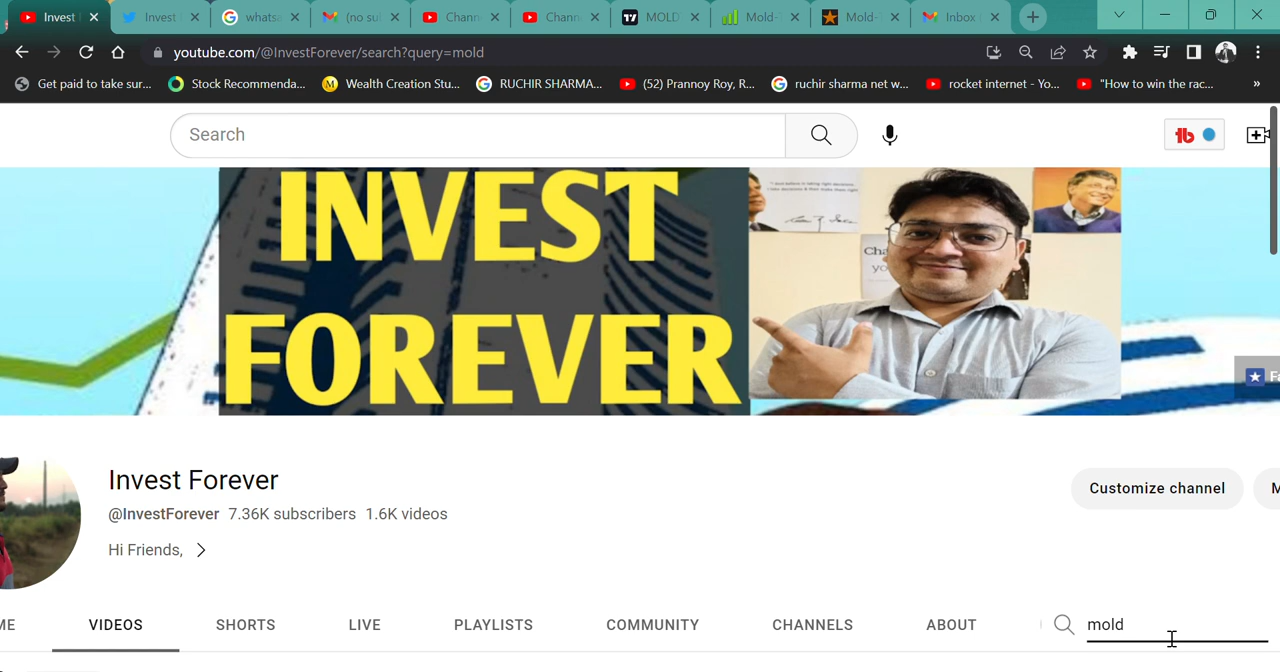 Invest
Invest
whatsa
(no su
Chann
Chann
MOLD
Mold-
Mold-
Inbox
youtube.com/@InvestForever/search?query=mold
Get paid to take sur...
Stock Recommenda...
Wealth Creation Stu...
RUCHIR SHARMA...
(52) Prannoy Roy, R...
ruchir sharma net w...
rocket internet - Yo...
"How to win the rac...
»
Search
INVEST
FOREVER
Invest Forever
@InvestForever 7.36K subscribers 1.6K videos
Hi Friends,
Customize channel
M
ME
VIDEOS
SHORTS
LIVE
PLAYLISTS
COMMUNITY
CHANNELS
ABOUT
mold